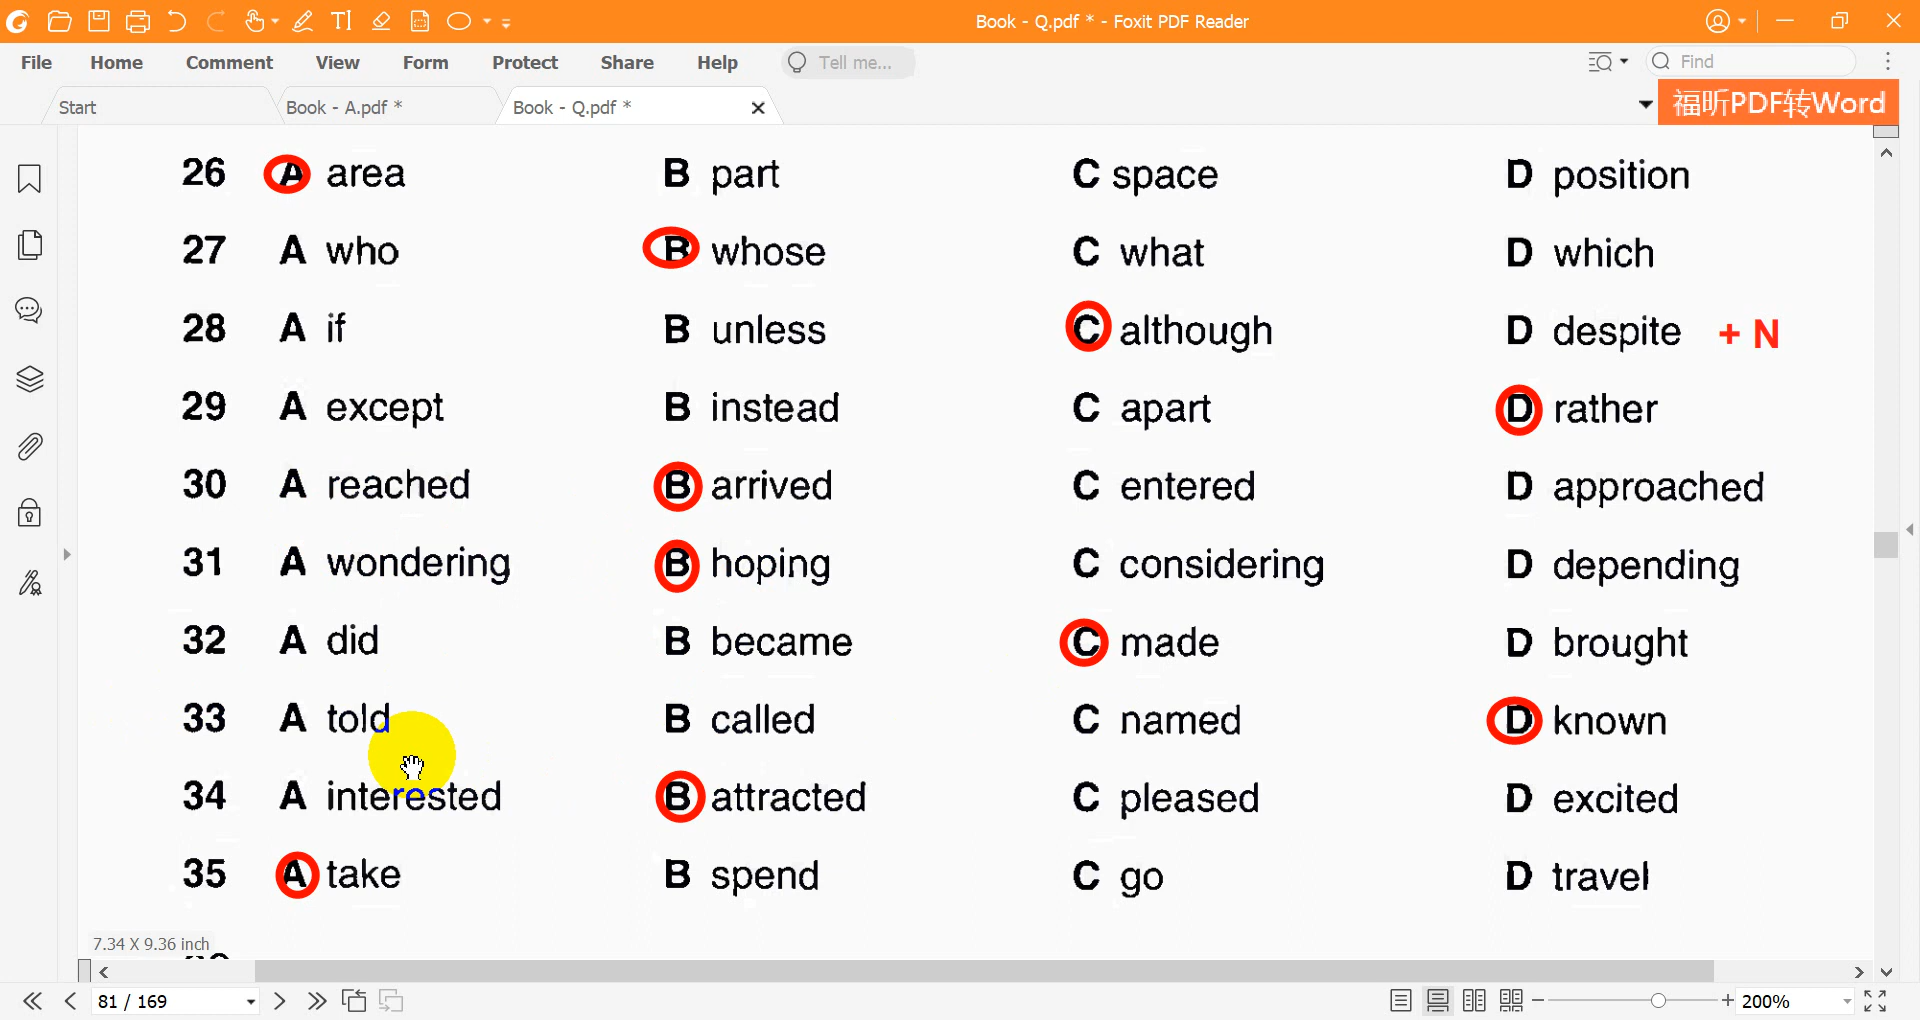 Book - Q.pdf * - Foxit PDF Reader
File Home Comment View Form Protect Share Help Tell me... Find
Start Book - A.pdf * Book - Q.pdf * 福昕PDF转Word
26 A area B part C space D position
27 A who B whose C what D which
28 A if B unless C although D despite + N
29 A except B instead C apart D rather
30 A reached B arrived C entered D approached
31 A wondering B hoping C considering D depending
32 A did B became C made D brought
33 A told B called C named D known
34 A interested B attracted C pleased D excited
35 A take B spend C go D travel
7.34 X 9.36 inch
81 / 169 200%